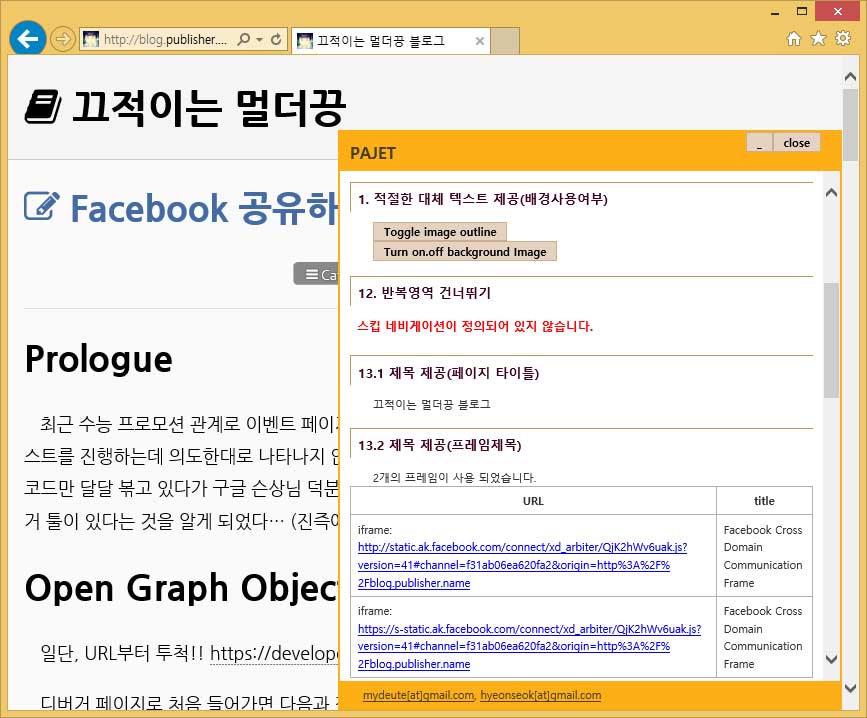 http://blog.publisher....
끄적이는 멀더끙 블로그
끄적이는 멀더끙
Facebook 공유하
Ca
Prologue
최근 수능 프로모션 관계로 이벤트 페이지
스트를 진행하는데 의도한대로 나타나지 않
코드만 달달 볶고 있다가 구글 슨상님 덕분
거 툴이 있다는 것을 알게 되었다… (진즉에
Open Graph Object
일단, URL부터 투척!! https://develope
디버거 페이지로 처음 들어가면 다음과
PAJET
_ close
1. 적절한 대체 텍스트 제공(배경사용여부)
Toggle image outline
Turn on.off background Image
12. 반복영역 건너뛰기
스킵 네비게이션이 정의되어 있지 않습니다.
13.1 제목 제공(페이지 타이틀)
끄적이는 멀더끙 블로그
13.2 제목 제공(프레임제목)
2개의 프레임이 사용 되었습니다.
URL title
iframe:
http://static.ak.facebook.com/connect/xd_arbiter/QjK2hWv6uak.js?
version=41#channel=f31ab06ea620fa2&origin=http%3A%2F%
2Fblog.publisher.name
Facebook Cross
Domain
Communication
Frame
iframe:
https://s-static.ak.facebook.com/connect/xd_arbiter/QjK2hWv6uak.js?
version=41#channel=f31ab06ea620fa2&origin=http%3A%2F%
2Fblog.publisher.name
Facebook Cross
Domain
Communication
Frame
mydeute[at]gmail.com, hyeonseok[at]gmail.com